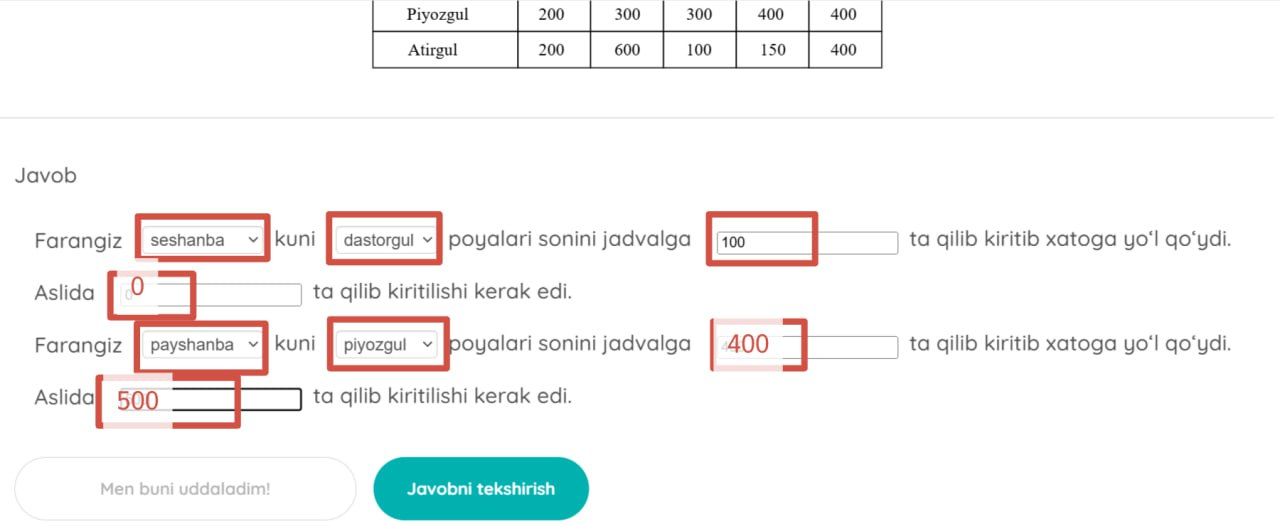 Piyozgul 200 300 300 400 400
Atirgul 200 600 100 150 400
Javob
Farangiz seshanba kuni dastorgul poyalari sonini jadvalga 100 ta qilib kiritib xatoga yo‘l qo‘ydi.
Aslida 0 ta qilib kiritilishi kerak edi.
Farangiz payshanba kuni piyozgul poyalari sonini jadvalga 400 ta qilib kiritib xatoga yo‘l qo‘ydi.
Aslida 500 ta qilib kiritilishi kerak edi.
Men buni uddaladim! Javobni tekshirish